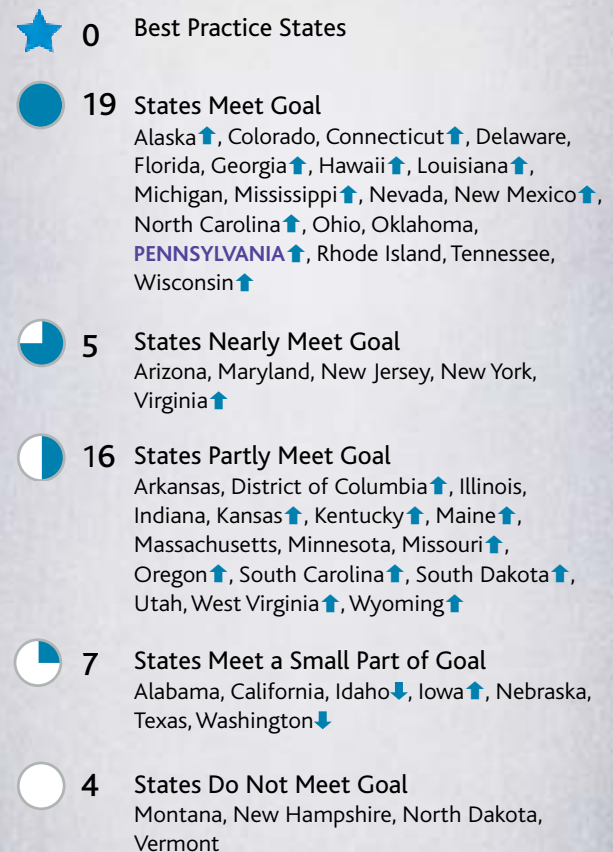 0 Best Practice States
19 States Meet Goal
Alaska⬆, Colorado, Connecticut⬆, Delaware,
Florida, Georgia⬆, Hawaii⬆, Louisiana⬆,
Michigan, Mississippi⬆, Nevada, New Mexico⬆,
North Carolina⬆, Ohio, Oklahoma,
PENNSYLVANIA⬆, Rhode Island, Tennessee,
Wisconsin⬆
5 States Nearly Meet Goal
Arizona, Maryland, New Jersey, New York,
Virginia⬆
16 States Partly Meet Goal
Arkansas, District of Columbia⬆, Illinois,
Indiana, Kansas⬆, Kentucky⬆, Maine⬆,
Massachusetts, Minnesota, Missouri⬆,
Oregon⬆, South Carolina⬆, South Dakota⬆,
Utah, West Virginia⬆, Wyoming⬆
7 States Meet a Small Part of Goal
Alabama, California, Idaho⬇, Iowa⬆, Nebraska,
Texas, Washington⬇
4 States Do Not Meet Goal
Montana, New Hampshire, North Dakota,
Vermont